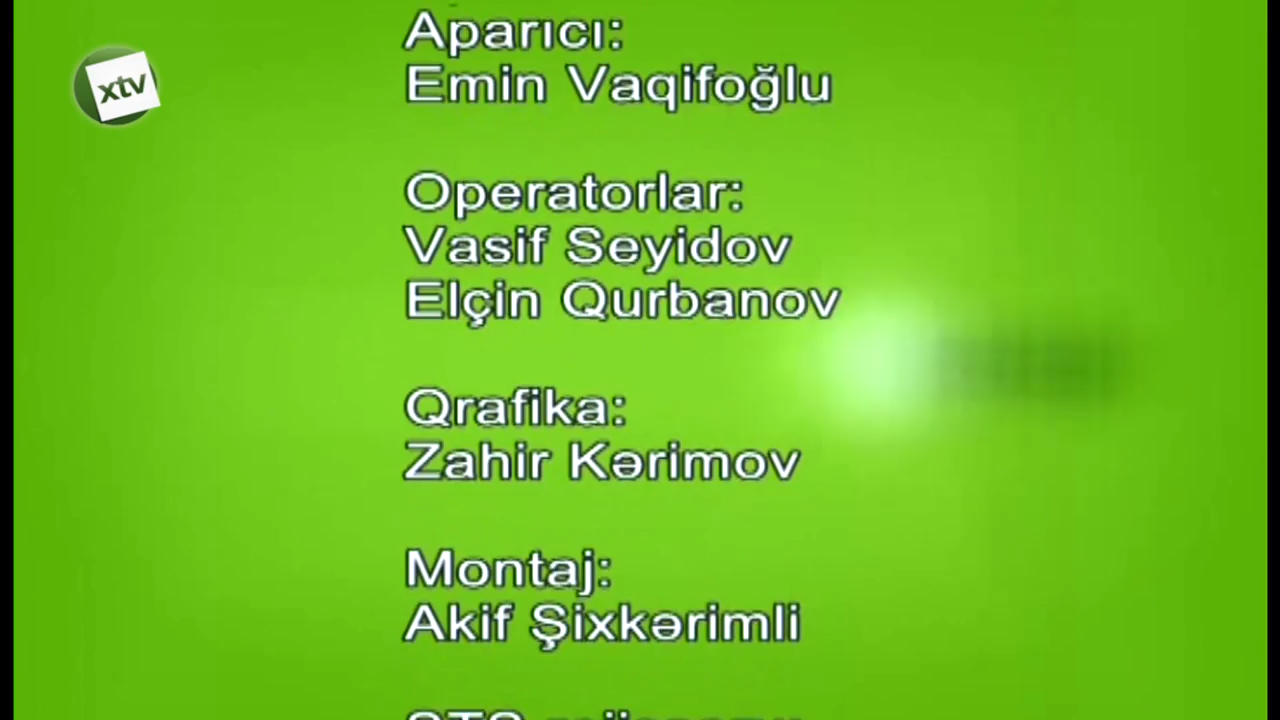 xtv
Aparıcı:
Emin Vaqifoğlu
Operatorlar:
Vasif Seyidov
Elçin Qurbanov
Qrafika:
Zahir Kərimov
Montaj:
Akif Şixkərimli